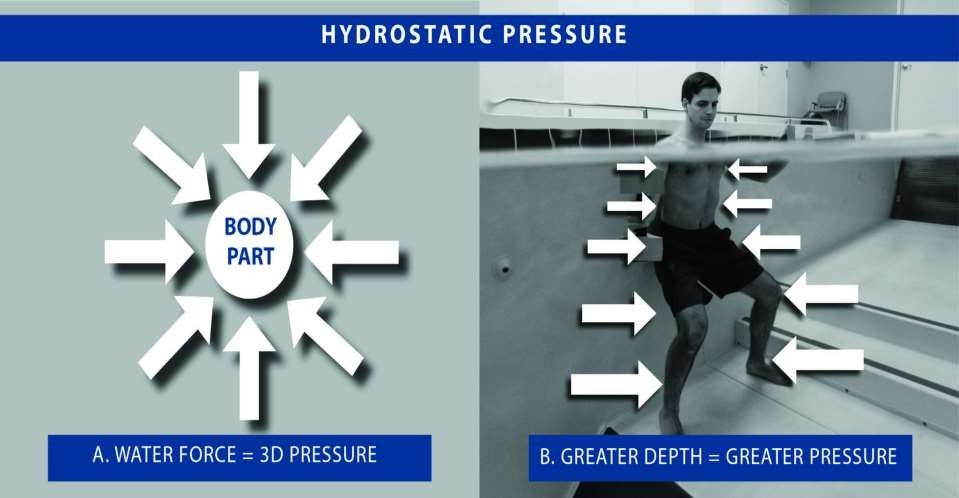 HYDROSTATIC PRESSURE
BODY
PART
A. WATER FORCE = 3D PRESSURE
B. GREATER DEPTH = GREATER PRESSURE